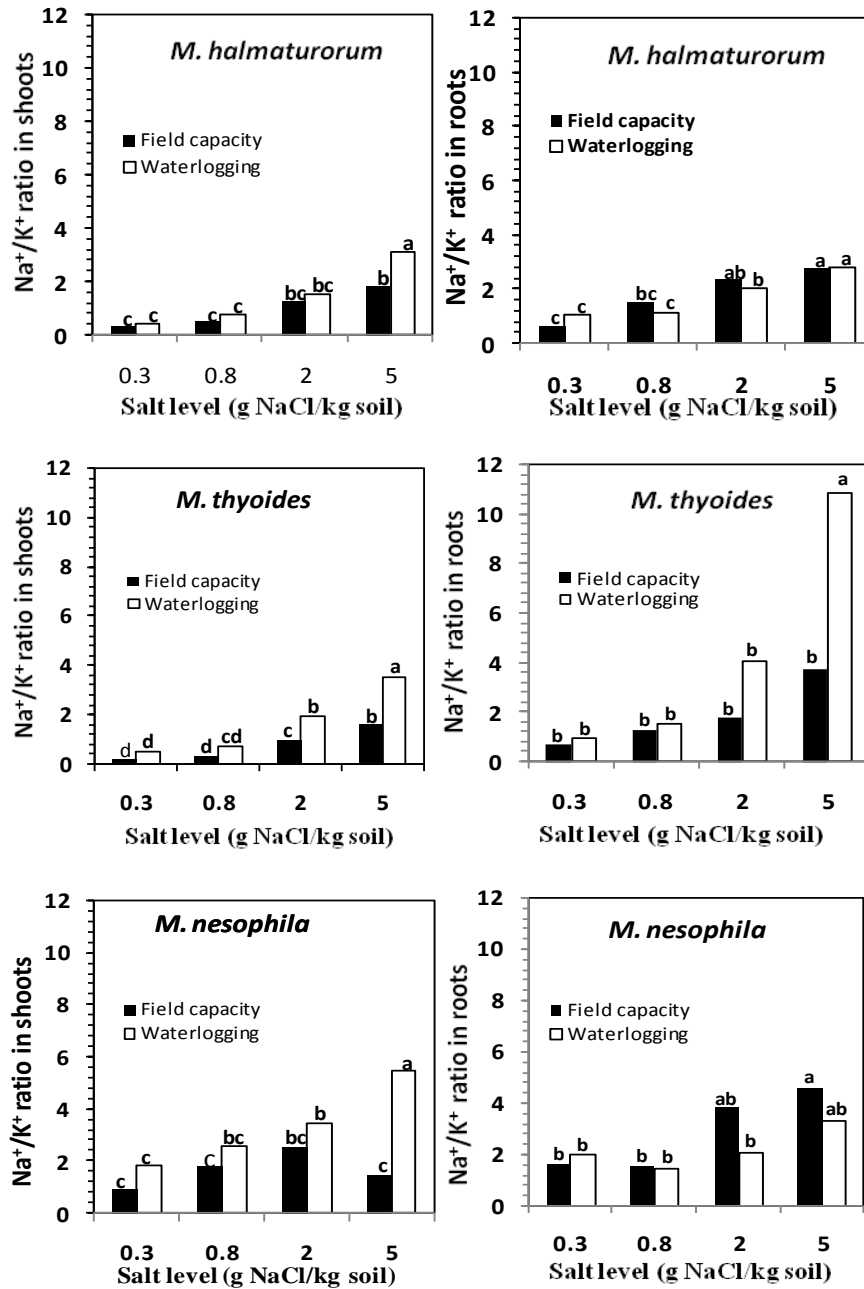 M. halmaturorum
Na⁺/K⁺ ratio in shoots
Field capacity
Waterlogging
12
10
8
6
4
2
0
c c c c bc bc b a
0.3 0.8 2 5
Salt level (g NaCl/kg soil)
M. halmaturorum
Na⁺/K⁺ ratio in roots
Field capacity
Waterlogging
12
10
8
6
4
2
0
c c bc c ab b a a
0.3 0.8 2 5
Salt level (g NaCl/kg soil)
M. thyoides
Na⁺/K⁺ ratio in shoots
Field capacity
Waterlogging
12
10
8
6
4
2
0
d d d cd c b b a
0.3 0.8 2 5
Salt level (g NaCl/kg soil)
M. thyoides
Na⁺/K⁺ ratio in roots
Field capacity
Waterlogging
12
10
8
6
4
2
0
b b b b b b b a
0.3 0.8 2 5
Salt level (g NaCl/kg soil)
M. nesophila
Na⁺/K⁺ ratio in shoots
Field capacity
Waterlogging
12
10
8
6
4
2
0
c c C bc bc b c a
0.3 0.8 2 5
Salt level (g NaCl/kg soil)
M. nesophila
Na⁺/K⁺ ratio in roots
Field capacity
Waterlogging
12
10
8
6
4
2
0
b b b b ab b a ab
0.3 0.8 2 5
Salt level (g NaCl/kg soil)